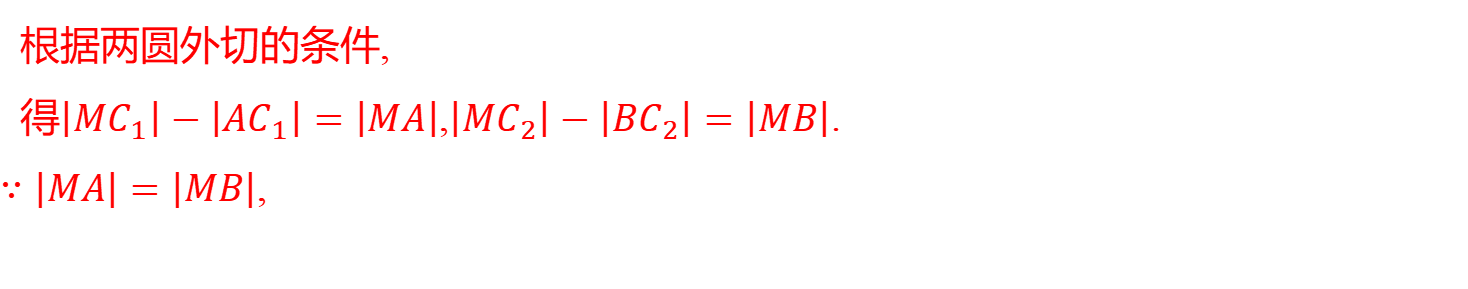 根据两圆外切的条件,
得|MC₁| − |AC₁| = |MA|,|MC₂| − |BC₂| = |MB|.
∵ |MA| = |MB|,